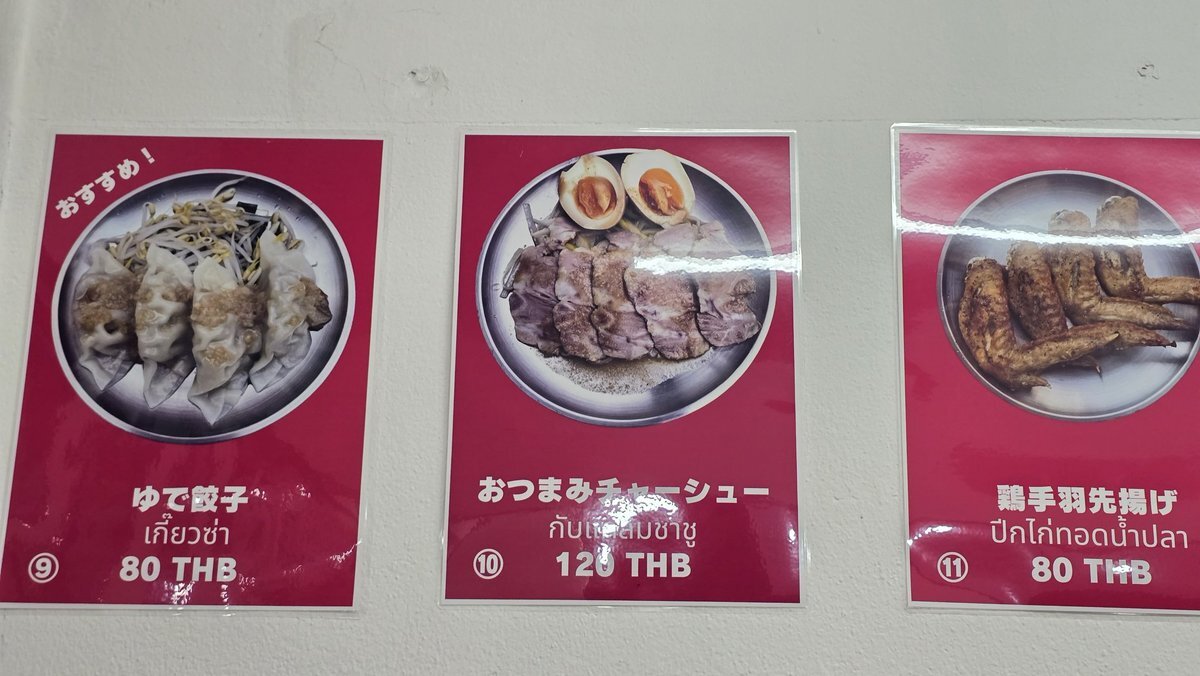 おすすめ!
ゆで餃子
เกี๊ยวซ่า
⑨ 80 THB
おつまみチャーシュー
กับแกล้มชาชู
⑩ 120 THB
鶏手羽先揚げ
ปีกไก่ทอดน้ำปลา
⑪ 80 THB